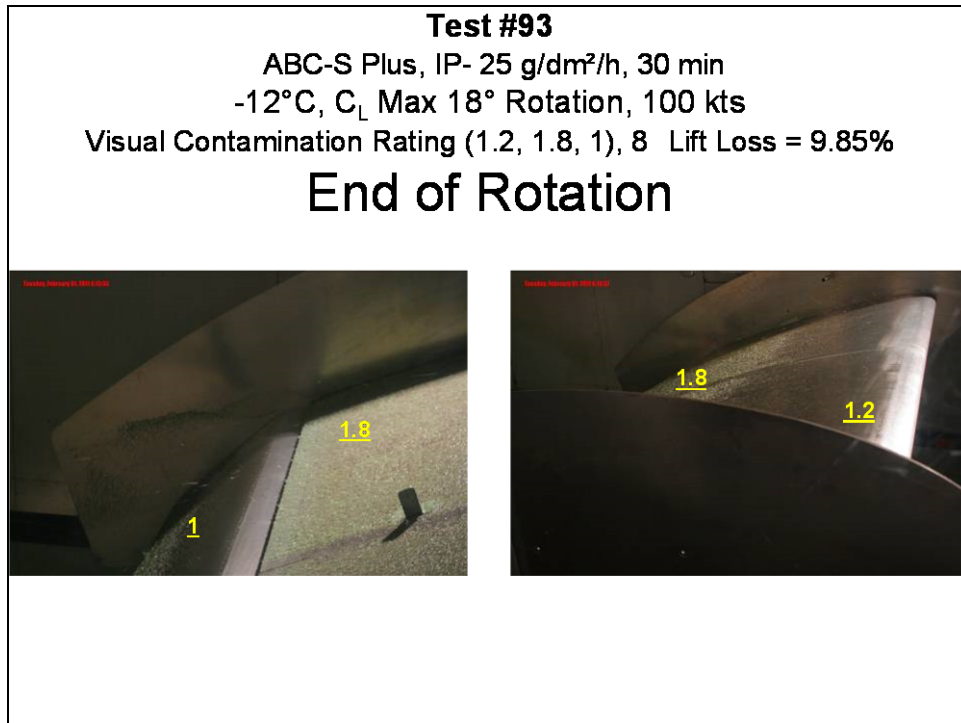 Test #93
ABC-S Plus, IP- 25 g/dm²/h, 30 min
-12°C, C_L Max 18° Rotation, 100 kts
Visual Contamination Rating (1.2, 1.8, 1), 8 Lift Loss = 9.85%
End of Rotation
1.8
1
1.8
1.2